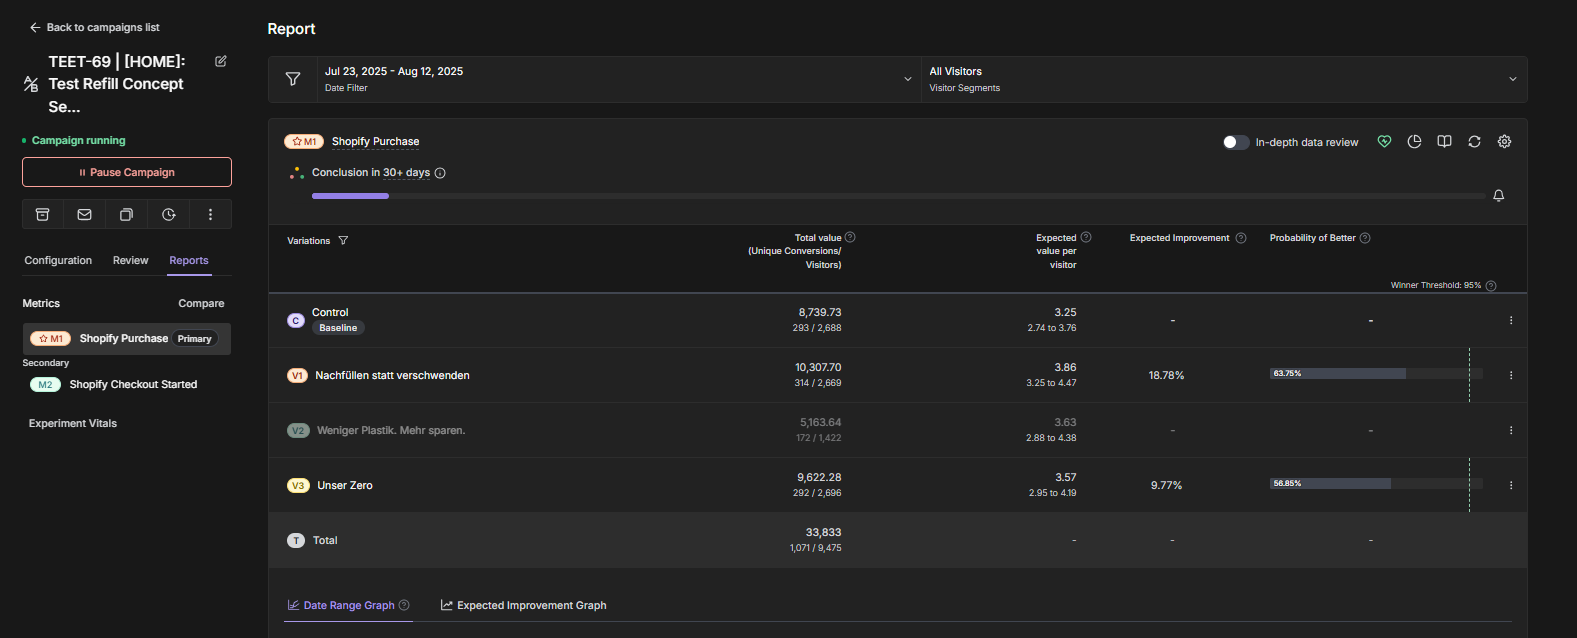 Back to campaigns list
TEET-69 | [HOME]:
Test Refill Concept
Se...
Campaign running
Pause Campaign
Configuration
Review
Reports
Metrics
Compare
M1
Shopify Purchase
Primary
Secondary
M2
Shopify Checkout Started
Experiment Vitals
Report
Jul 23, 2025 - Aug 12, 2025
Date Filter
All Visitors
Visitor Segments
M1
Shopify Purchase
In-depth data review
Conclusion in 30+ days
Variations
Total value
(Unique Conversions/
Visitors)
Expected
value per
visitor
Expected Improvement
Probability of Better
Winner Threshold: 95%
C
Control
Baseline
8,739.73
293 / 2,688
3.25
2.74 to 3.76
-
-
V1
Nachfüllen statt verschwenden
10,307.70
314 / 2,669
3.86
3.25 to 4.47
18.78%
63.75%
V2
Weniger Plastik. Mehr sparen.
5,163.64
172 / 1,422
3.63
2.88 to 4.38
-
-
V3
Unser Zero
9,622.28
292 / 2,696
3.57
2.95 to 4.19
9.77%
56.85%
T
Total
33,833
1,071 / 9,475
-
-
-
Date Range Graph
Expected Improvement Graph